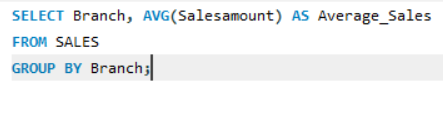 SELECT Branch, AVG(Salesamount) AS Average_Sales
FROM SALES
GROUP BY Branch;